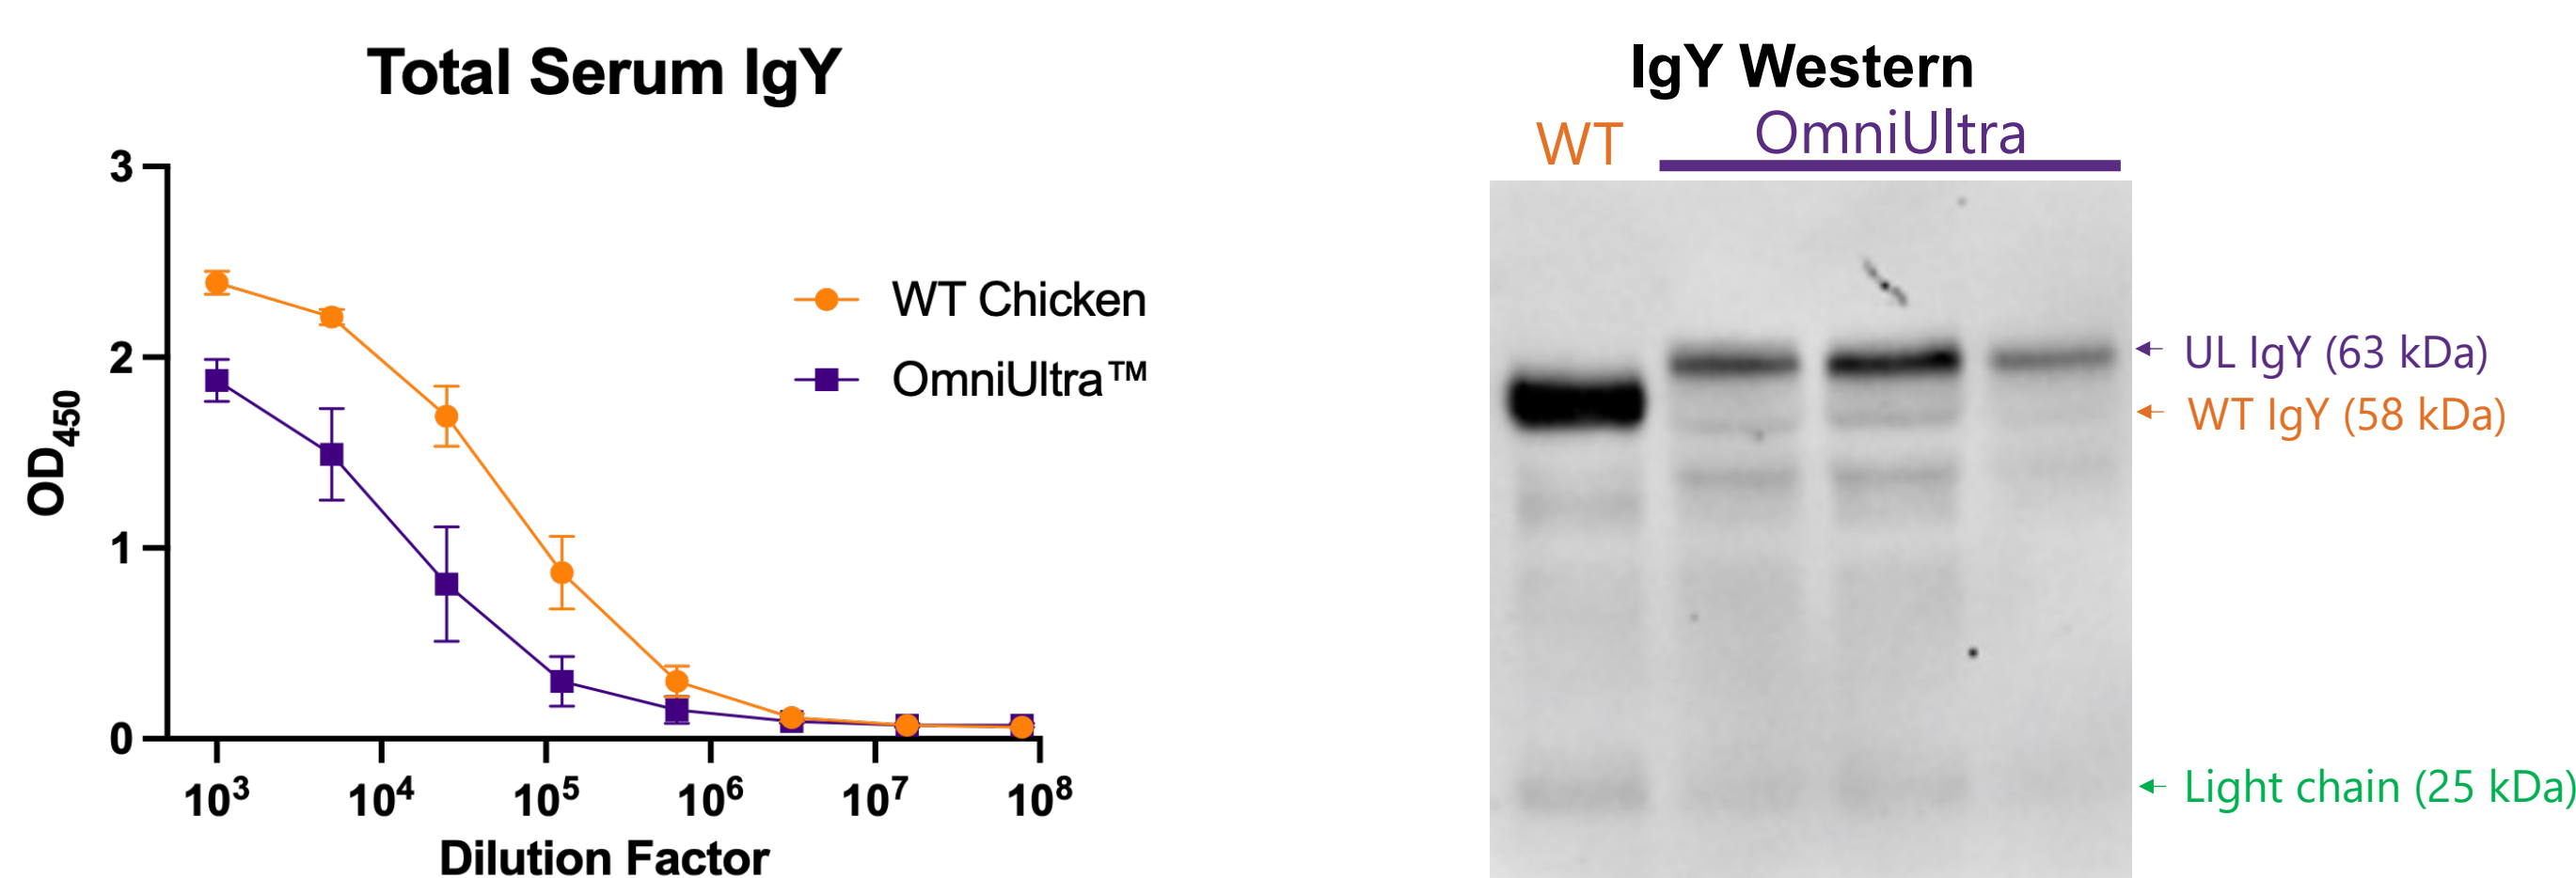 Total Serum IgY
3
2
1
0
OD450
10³
10⁴
10⁵
10⁶
10⁷
10⁸
Dilution Factor
WT Chicken
OmniUltra™
IgY Western
WT
OmniUltra
UL IgY (63 kDa)
WT IgY (58 kDa)
Light chain (25 kDa)